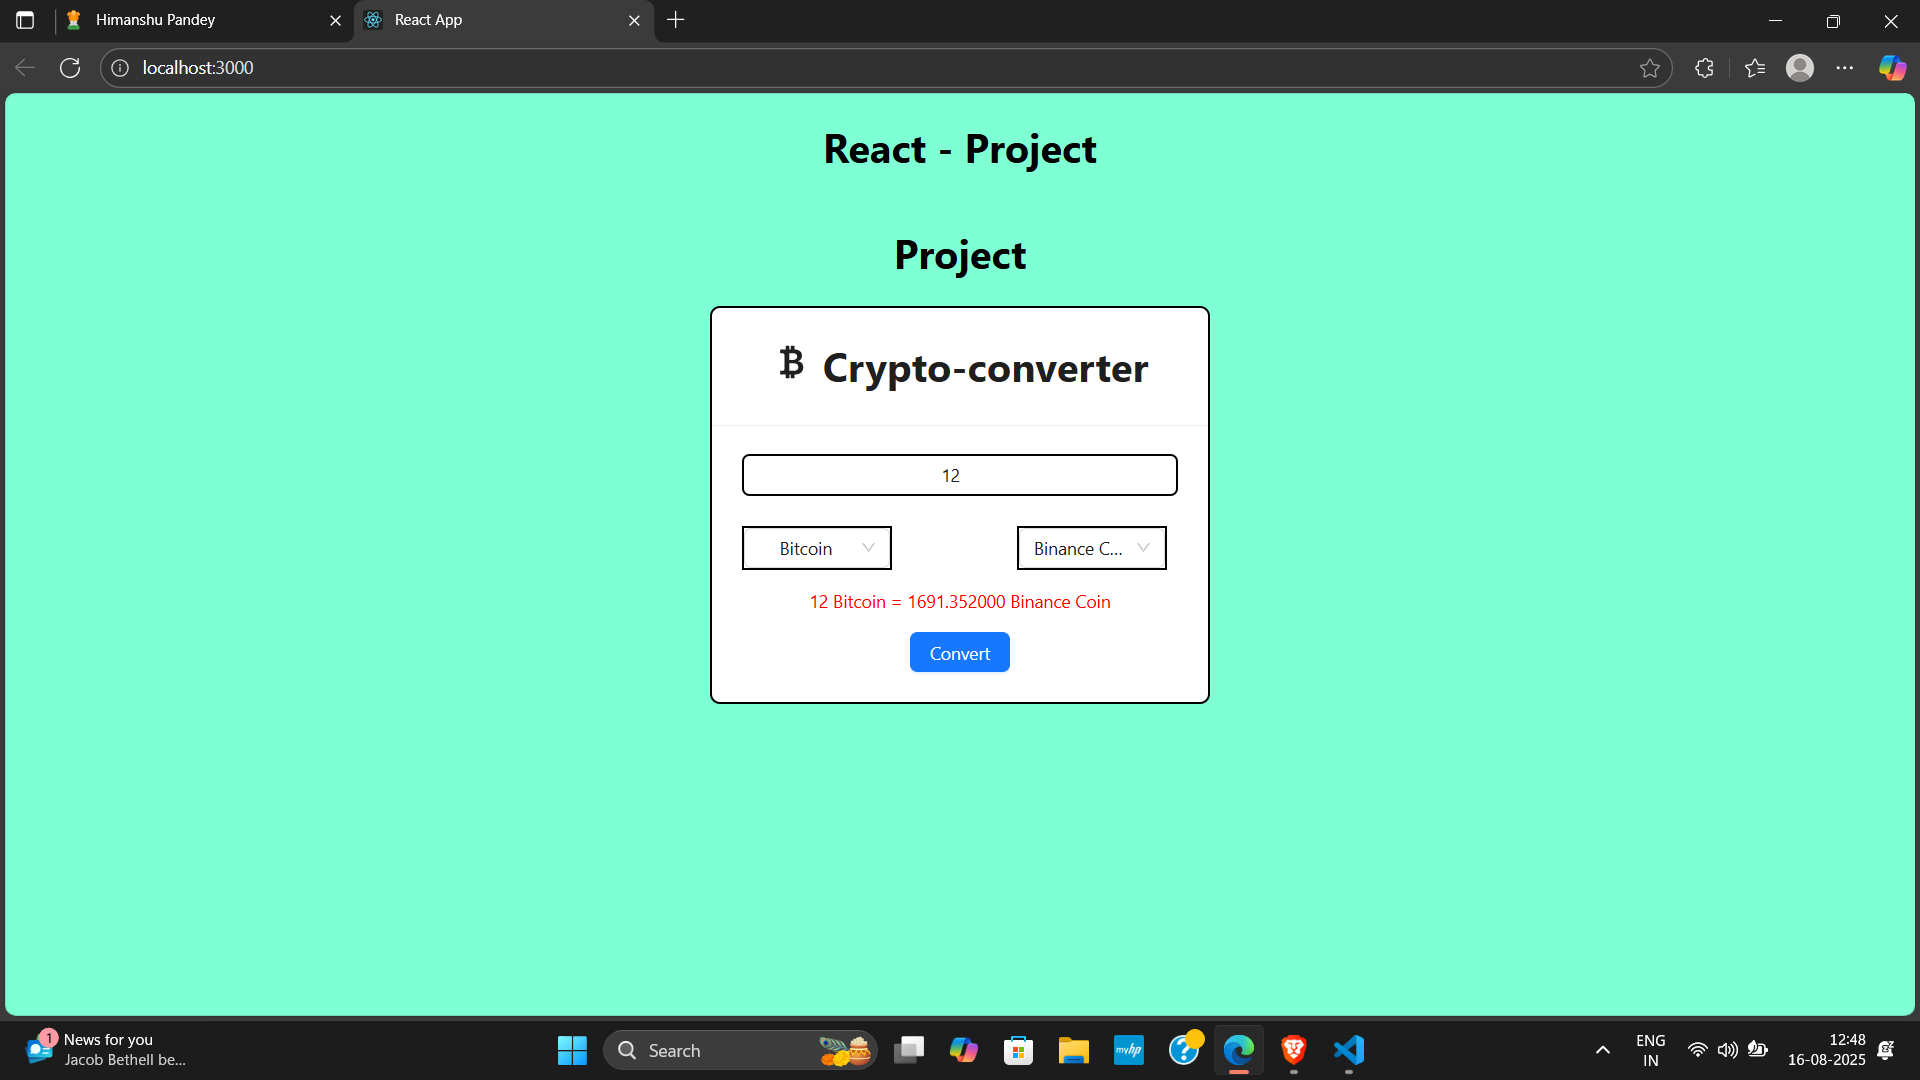 Himanshu Pandey
React App
localhost:3000
React - Project
Project
Crypto-converter
12
Bitcoin
Binance C...
12 Bitcoin = 1691.352000 Binance Coin
Convert
1
News for you
Jacob Bethell be...
Search
myhp
ENG
IN
12:48
16-08-2025